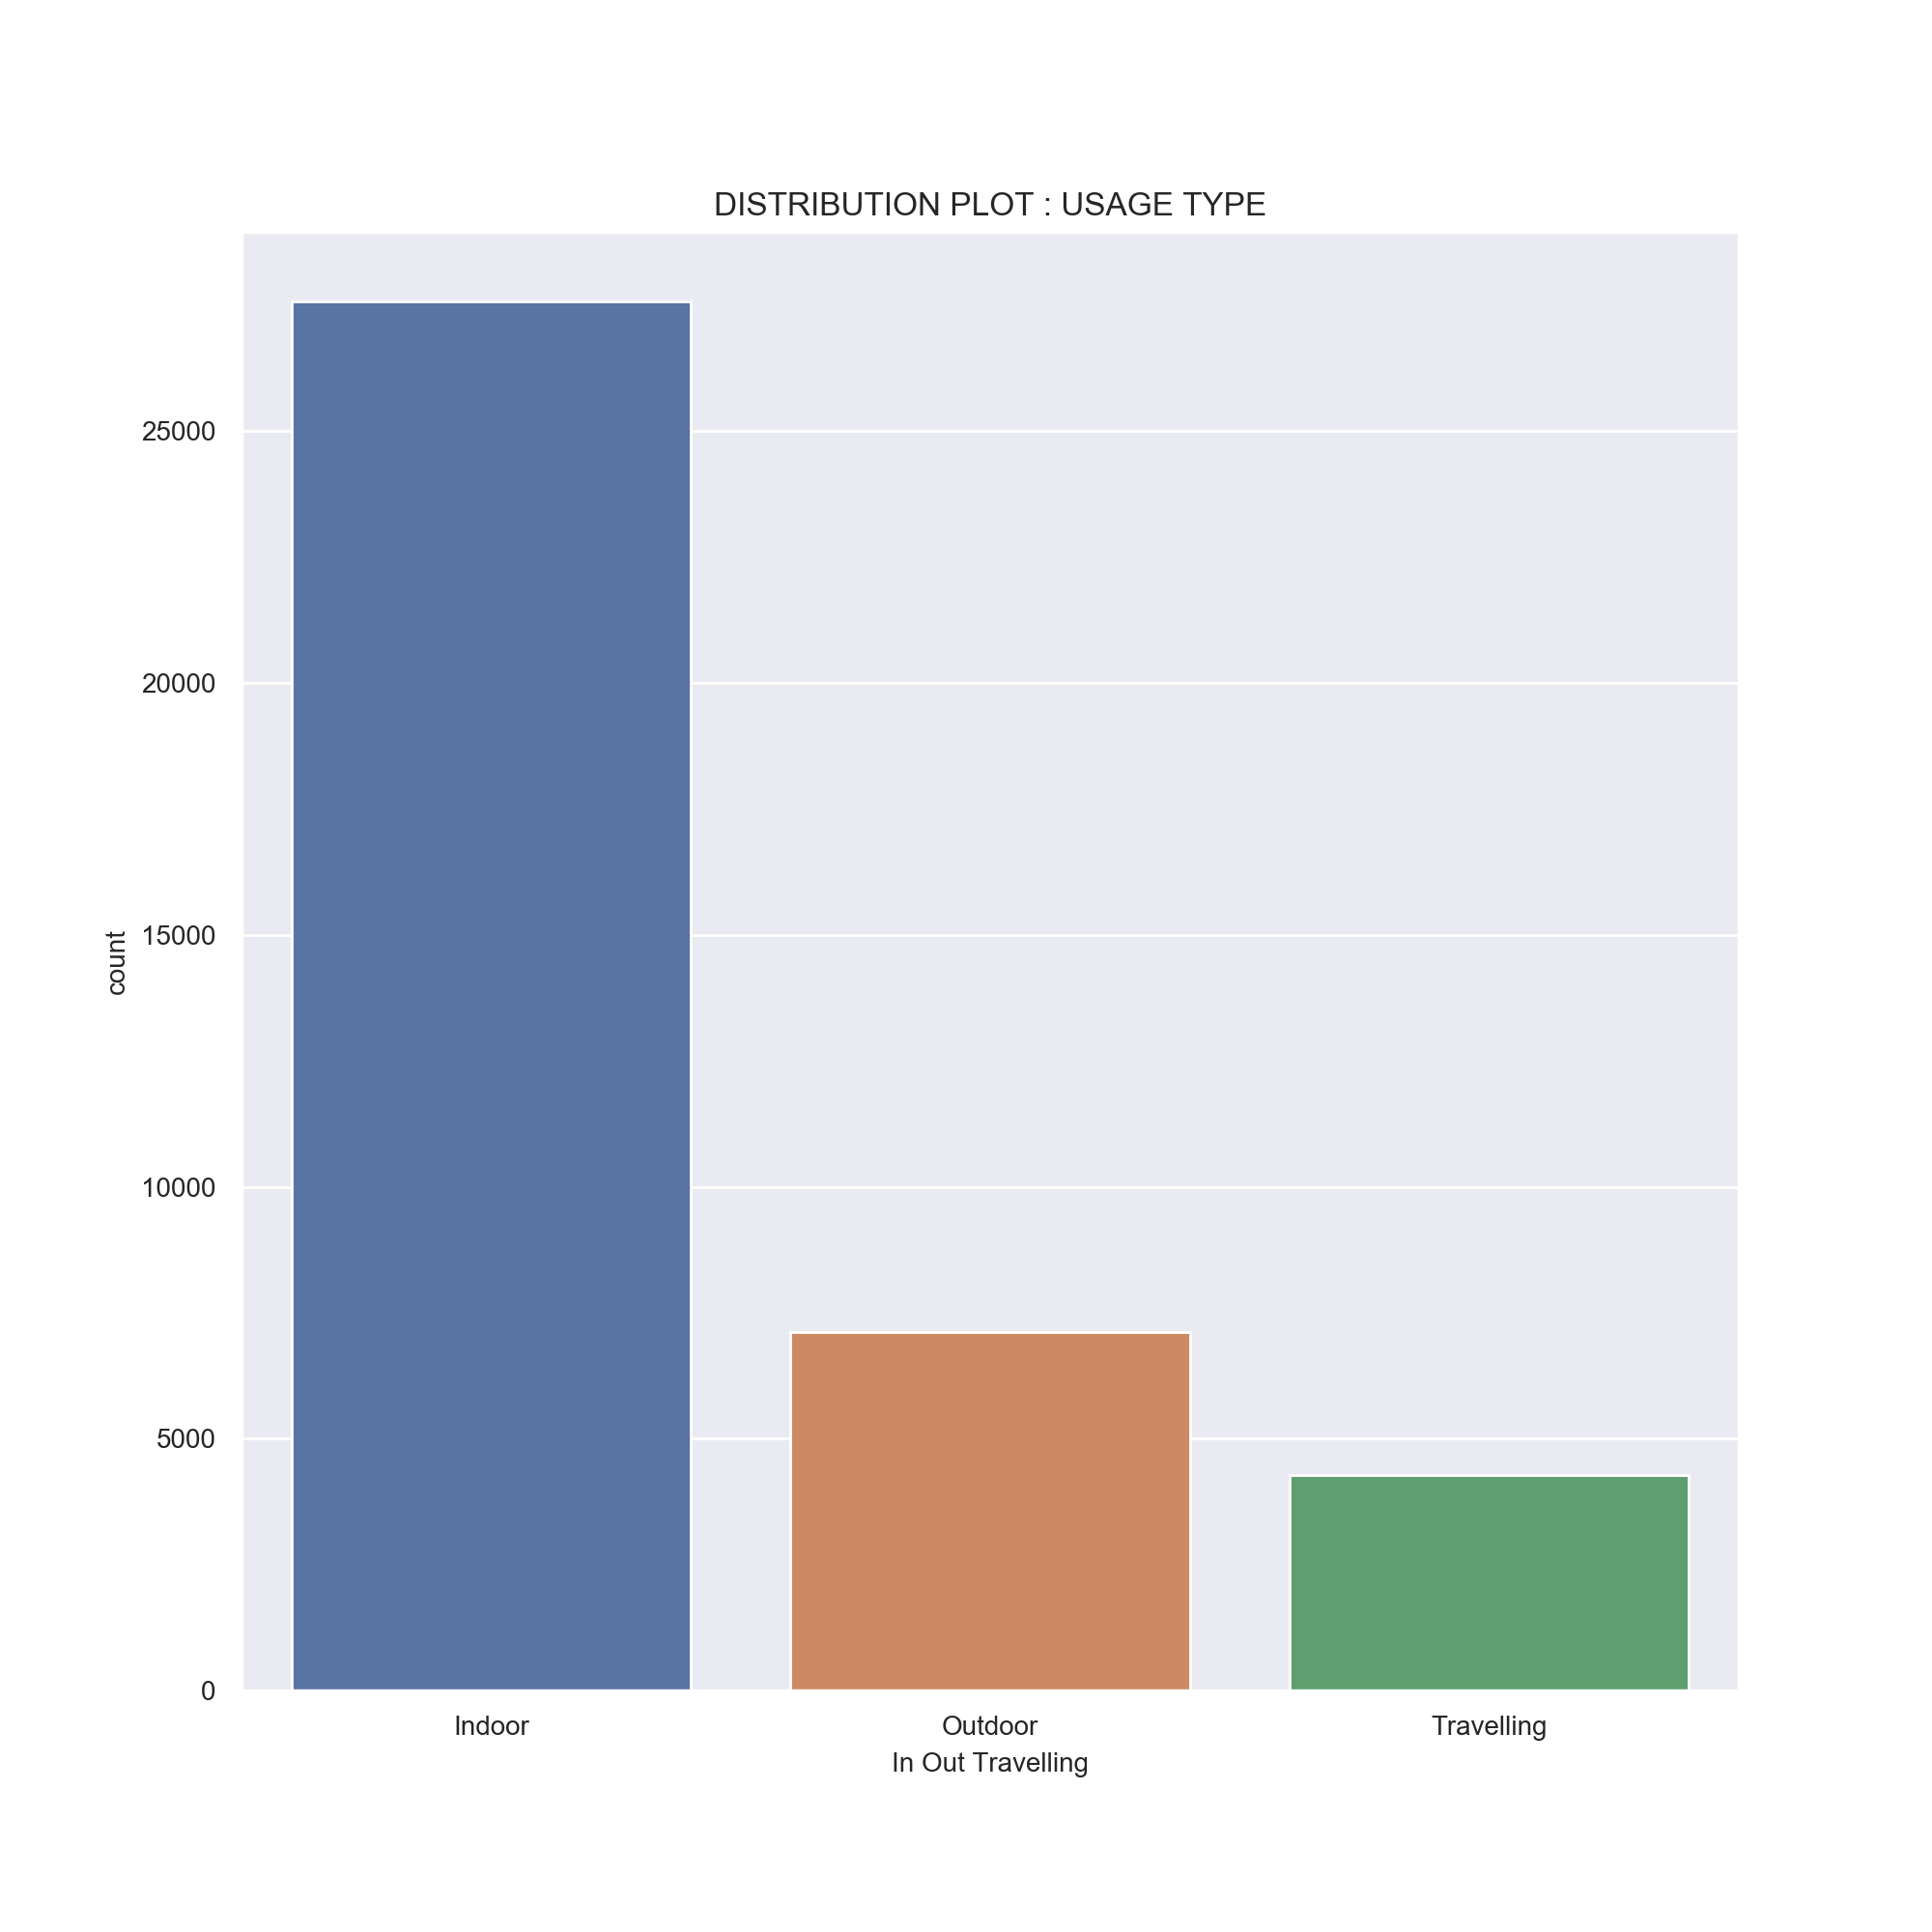 DISTRIBUTION PLOT : USAGE TYPE
25000
20000
15000
10000
5000
0
count
Indoor Outdoor Travelling
In Out Travelling